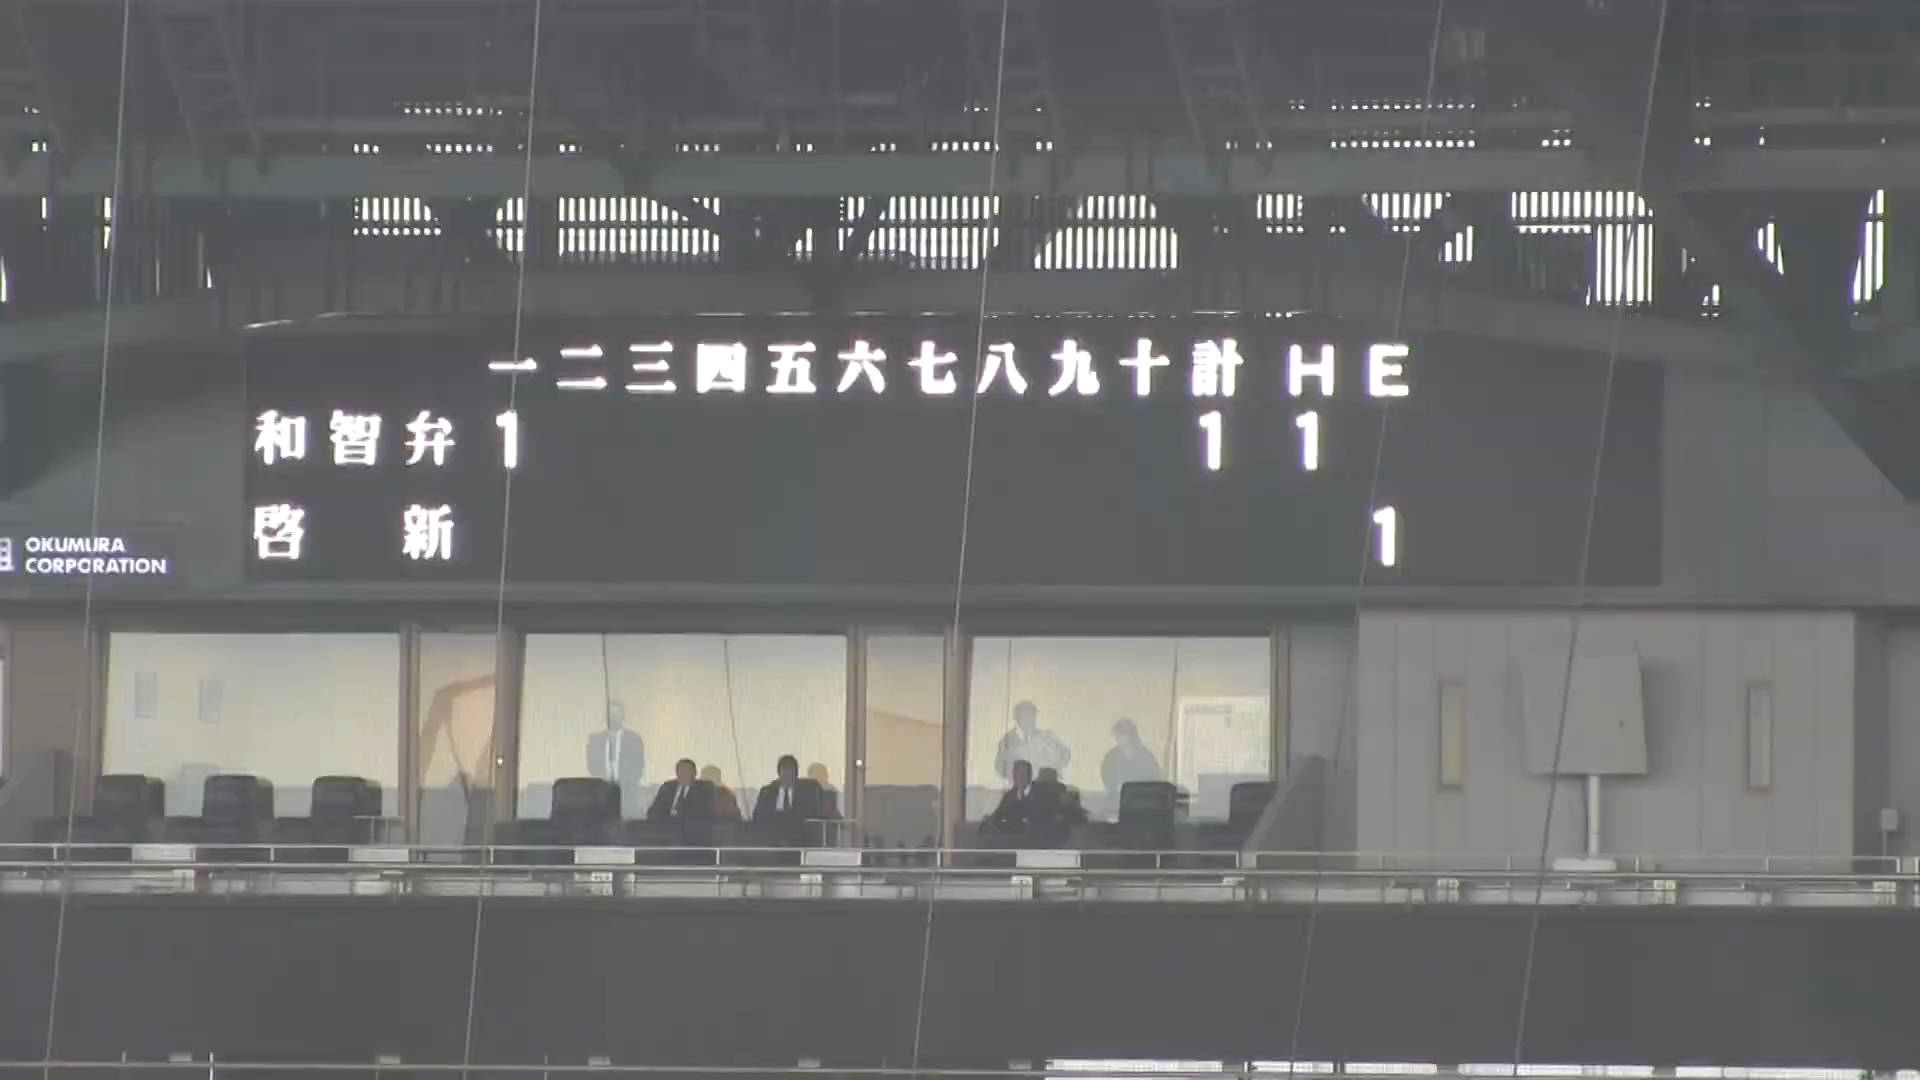 一 二 三 四 五 六 七 八 九 十 計 H E
和 智 弁 1 1 1
啓 新 1
OKUMURA
CORPORATION